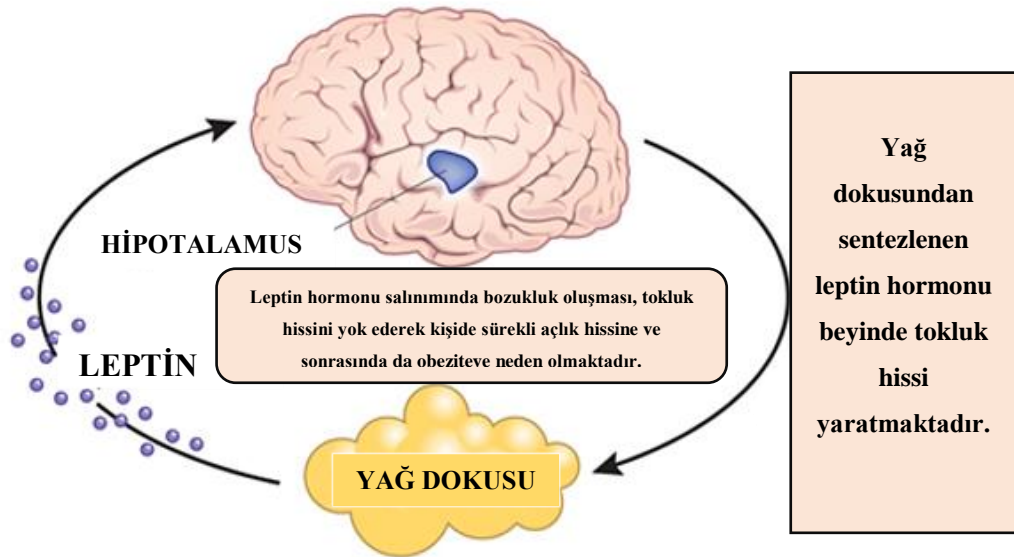 HİPOTALAMUS
Leptin hormonu salınımında bozukluk oluşması, tokluk
hissini yok ederek kişide sürekli açlık hissine ve
sonrasında da obeziteve neden olmaktadır.
LEPTİN
YAĞ DOKUSU
Yağ
dokusundan
sentezlenen
leptin hormonu
beyinde tokluk
hissi
yaratmaktadır.